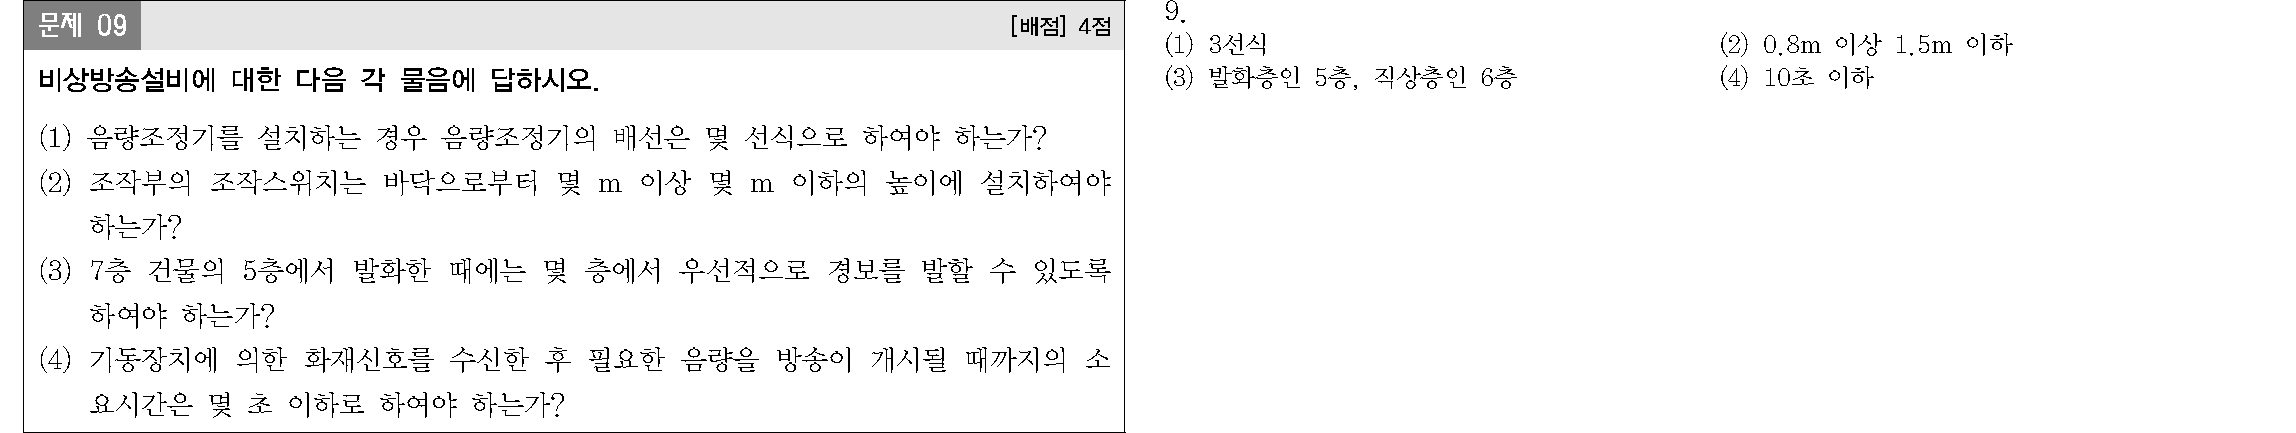 문제 09
[배점] 4점
비상방송설비에 대한 다음 각 물음에 답하시오.
(1) 음량조정기를 설치하는 경우 음량조정기의 배선은 몇 선식으로 하여야 하는가?
(2) 조작부의 조작스위치는 바닥으로부터 몇 m 이상 몇 m 이하의 높이에 설치하여야
하는가?
(3) 7층 건물의 5층에서 발화한 때에는 몇 층에서 우선적으로 경보를 발할 수 있도록
하여야 하는가?
(4) 기동장치에 의한 화재신호를 수신한 후 필요한 음량을 방송이 개시될 때까지의 소
요시간은 몇 초 이하로 하여야 하는가?
9.
(1) 3선식
(2) 0.8m 이상 1.5m 이하
(3) 발화층인 5층, 직상층인 6층
(4) 10초 이하